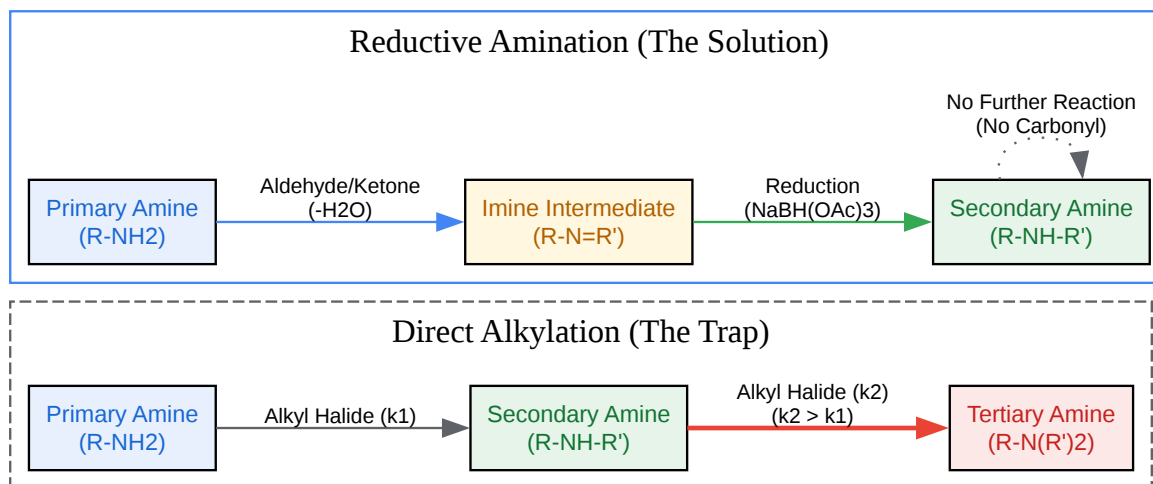 Reductive Amination (The Solution)
No Further Reaction
(No Carbonyl)
Primary Amine
(R-NH2)
Aldehyde/Ketone
(-H2O)
Imine Intermediate
(R-N=R')
Reduction
(NaBH(OAc)3)
Secondary Amine
(R-NH-R')
Direct Alkylation (The Trap)
Primary Amine
(R-NH2)
Alkyl Halide (k1)
Secondary Amine
(R-NH-R')
Alkyl Halide (k2)
(k2 > k1)
Tertiary Amine
(R-N(R')2)